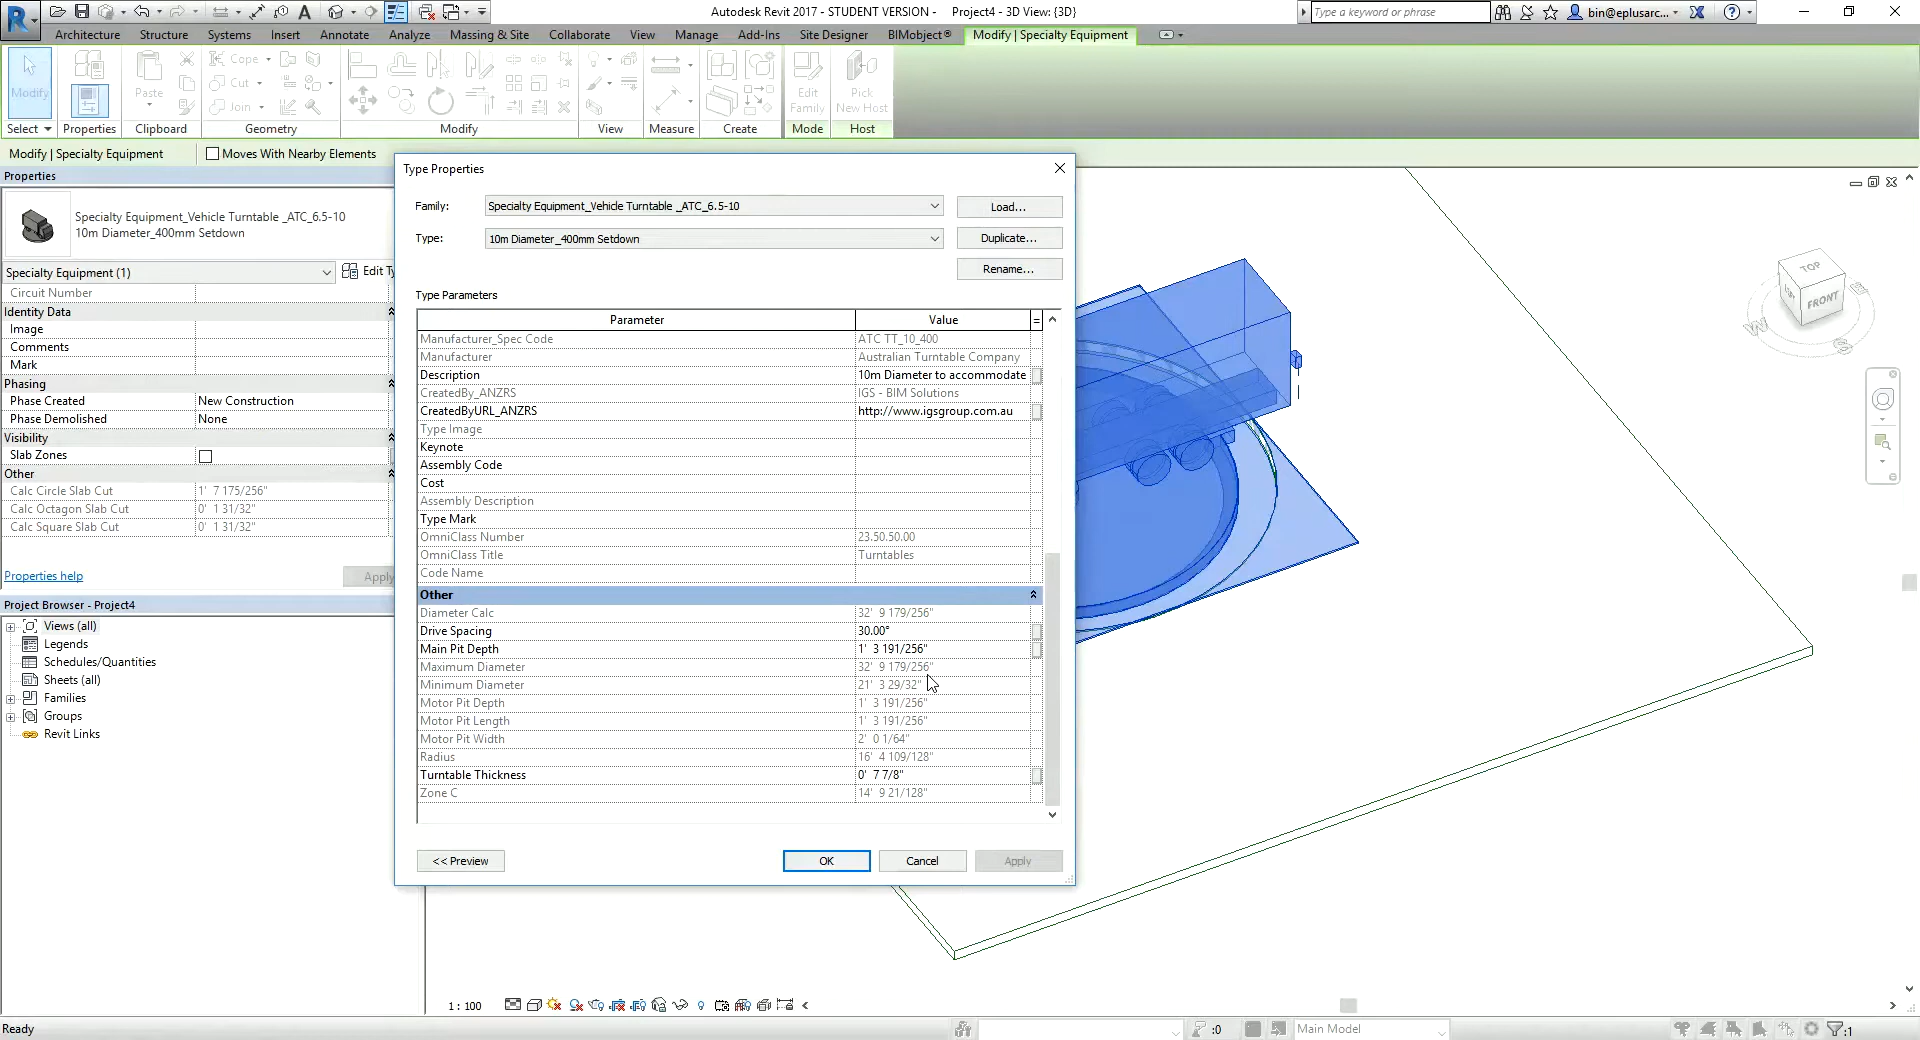 Autodesk Revit 2017 - STUDENT VERSION - Project4 - 3D View: {3D}
Type a keyword or phrase
bin@eplusarc...
Architecture Structure Systems Insert Annotate Analyze Massing & Site Collaborate View Manage Add-Ins Site Designer BIMobject® Modify | Specialty Equipment
Modify
Paste
Cope
Cut
Join
Edit Family
Pick New Host
Select Properties Clipboard Geometry Modify View Measure Create Mode Host
Modify | Specialty Equipment
Moves With Nearby Elements
Properties
Specialty Equipment_Vehicle Turntable _ATC_6.5-10
10m Diameter_400mm Setdown
Specialty Equipment (1)
Edit Ty
Circuit Number
Identity Data
Image
Comments
Mark
Phasing
Phase Created New Construction
Phase Demolished None
Visibility
Slab Zones
Other
Calc Circle Slab Cut 1' 7 175/256"
Calc Octagon Slab Cut 0' 1 31/32"
Calc Square Slab Cut 0' 1 31/32"
Properties help
Apply
Project Browser - Project4
Views (all)
Legends
Schedules/Quantities
Sheets (all)
Families
Groups
Revit Links
Type Properties
Family: Specialty Equipment_Vehicle Turntable _ATC_6.5-10 Load...
Type: 10m Diameter_400mm Setdown Duplicate...
Rename...
Type Parameters
Parameter Value =
Manufacturer_Spec Code ATC TT_10_400
Manufacturer Australian Turntable Company
Description 10m Diameter to accommodate
CreatedBy_ANZRS IGS - BIM Solutions
CreatedByURL_ANZRS http://www.igsgroup.com.au
Type Image
Keynote
Assembly Code
Cost
Assembly Description
Type Mark
OmniClass Number 23.50.50.00
OmniClass Title Turntables
Code Name
Other
Diameter Calc 32' 9 179/256"
Drive Spacing 30.00°
Main Pit Depth 1' 3 191/256"
Maximum Diameter 32' 9 179/256"
Minimum Diameter 21' 3 29/32"
Motor Pit Depth 1' 3 191/256"
Motor Pit Length 1' 3 191/256"
Motor Pit Width 2' 0 1/64"
Radius 16' 4 109/128"
Turntable Thickness 0' 7 7/8"
Zone C 14' 9 21/128"
<< Preview OK Cancel Apply
TOP
FRONT
W
S
1 : 100
Ready
:0
Main Model
:1